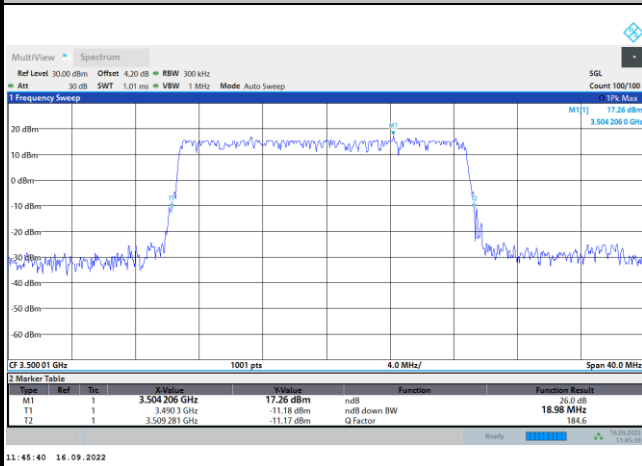 MultiView Spectrum
Ref Level 30.00 dBm Offset 4.20 dB RBW 300 kHz SGL
Att 30 dB SWT 1.01 ms VBW 1 MHz Mode Auto Sweep Count 100/100
1 Frequency Sweep 1Pk Max
M1[1] 17.26 dBm
3.504 206 0 GHz
M1
20 dBm
10 dBm
0 dBm
-10 dBm
T1 T2
-20 dBm
-30 dBm
-40 dBm
-50 dBm
-60 dBm
CF 3.500 01 GHz 1001 pts 4.0 MHz/ Span 40.0 MHz
2 Marker Table
Type Ref Trc X-Value Y-Value Function Function Result
M1 1 3.504 206 GHz 17.26 dBm ndB 26.0 dB
T1 1 3.490 3 GHz -11.18 dBm ndB down BW 18.98 MHz
T2 1 3.509 281 GHz -11.17 dBm Q Factor 184.6
Ready 16.09.2022
11:45:39
11:45:40 16.09.2022